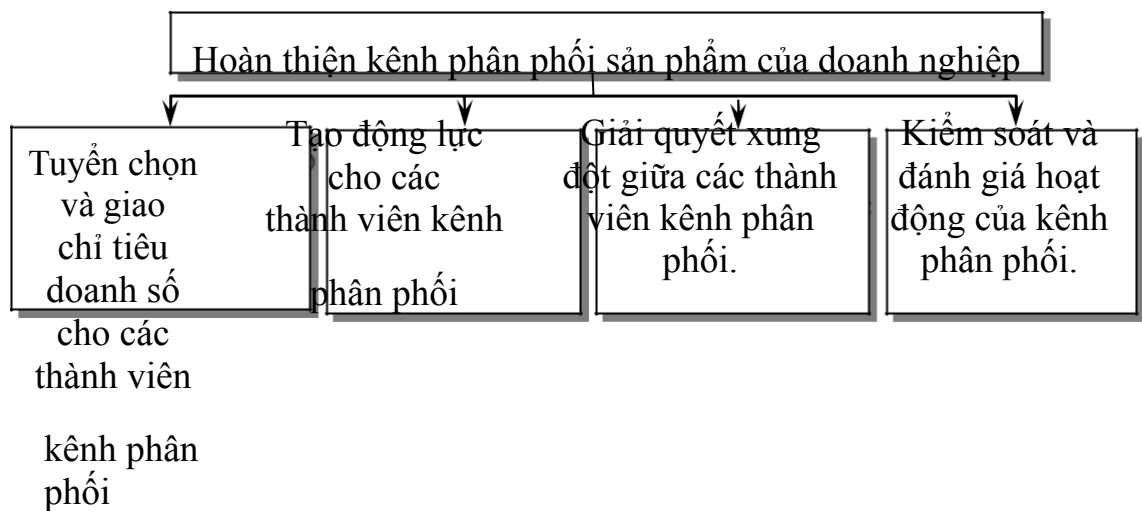 Hoàn thiện kênh phân phối sản phẩm của doanh nghiệp
Tuyển chọn
và giao
chỉ tiêu
doanh số
cho các
thành viên
kênh phân
phối
Tạo động lực
cho các
thành viên kênh
phân phối
Giải quyết xung
đột giữa các thành
viên kênh phân
phối.
Kiểm soát và
đánh giá hoạt
động của kênh
phân phối.